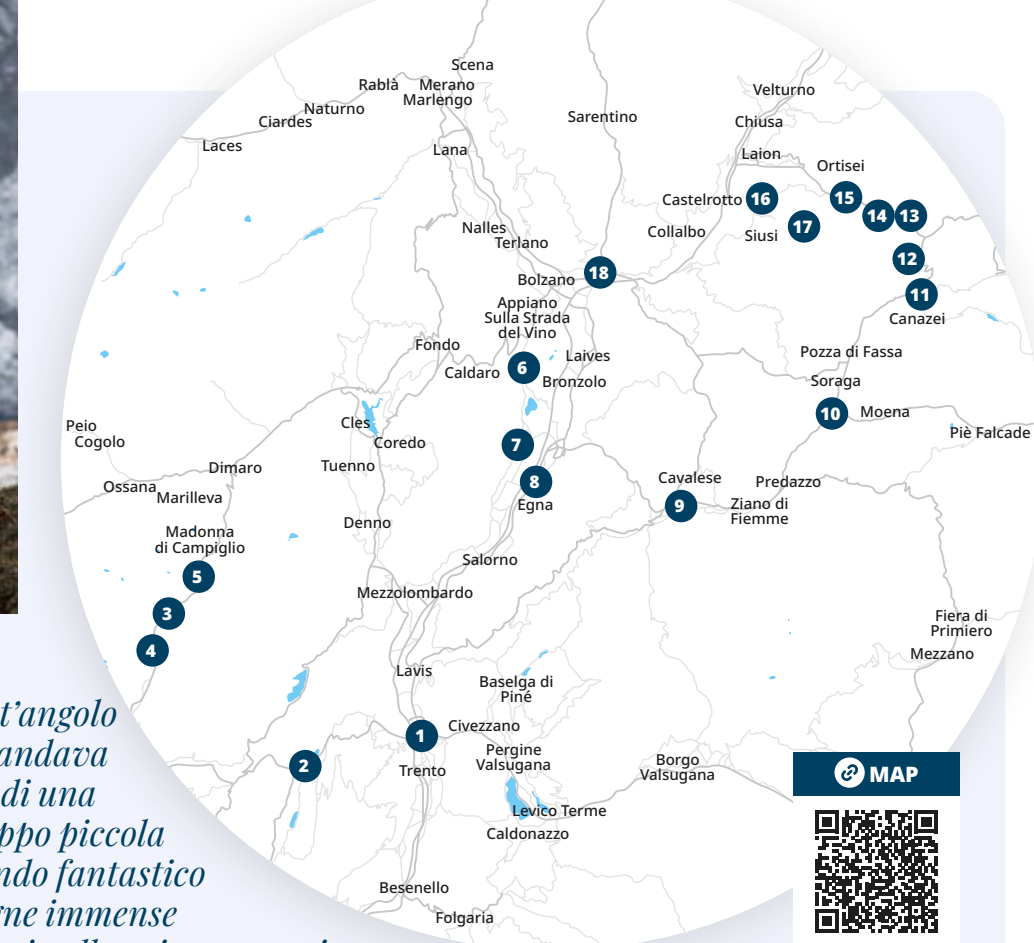 Scena
Rablà
Merano
Marlengo
Naturno
Ciardes
Laces
Lana
Sarentino
Velturno
Chiusa
Laion
Ortisei
Castelrotto
16
15
14
13
Siusi
17
Collalbo
12
11
Canazei
Nalles
Terlano
Bolzano
18
Appiano
Sulla Strada
del Vino
Fondo
Caldaro
6
Laives
Bronzolo
Pozza di Fassa
Soraga
10
Moena
Piè Falcade
Peio
Cogolo
Cles
Coredo
Tuenno
7
8
Egna
Dimaro
Ossana
Marilleva
Cavalese
9
Predazzo
Ziano di
Fiemme
Denno
Madonna
di Campiglio
5
3
4
Salorno
Mezzolombardo
Fiera di
Primiero
Mezzano
Lavis
Baselga di
Piné
Civezzano
1
Trento
2
Pergine
Valsugana
Borgo
Valsugana
Levico Terme
Caldonazzo
Besenello
Folgaria
MAP
t’angolo
andava
di una
ppo piccola
ndo fantastico
gne immense